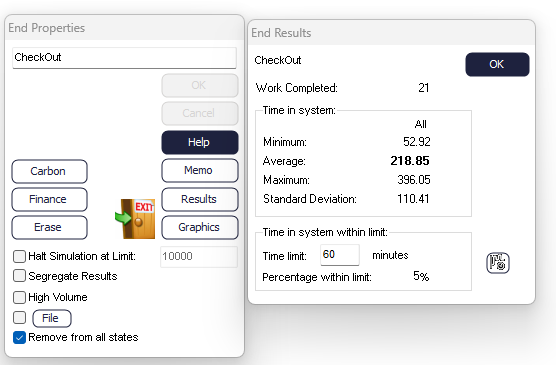 End Properties
CheckOut
OK
Cancel
Help
Carbon
Memo
Finance
EXIT
Results
Erase
Graphics
Halt Simulation at Limit: 10000
Segregate Results
High Volume
File
Remove from all states
End Results
CheckOut
OK
Work Completed: 21
Time in system:
All
Minimum: 52.92
Average: 218.85
Maximum: 396.05
Standard Deviation: 110.41
Time in system within limit:
Time limit: 60 minutes
Percentage within limit: 5%